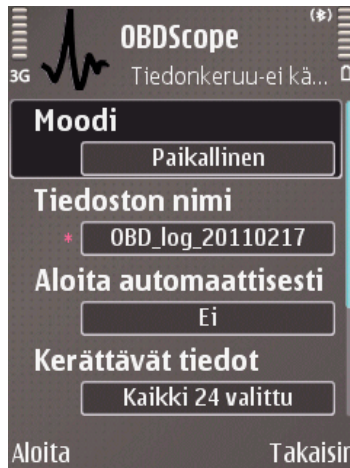 OBDScope
3G
Tiedonkeruu-ei kä...
Moodi
Paikallinen
Tiedoston nimi
* OBD_log_20110217
Aloita automaattisesti
Ei
Kerättävät tiedot
Kaikki 24 valittu
Aloita
Takaisin